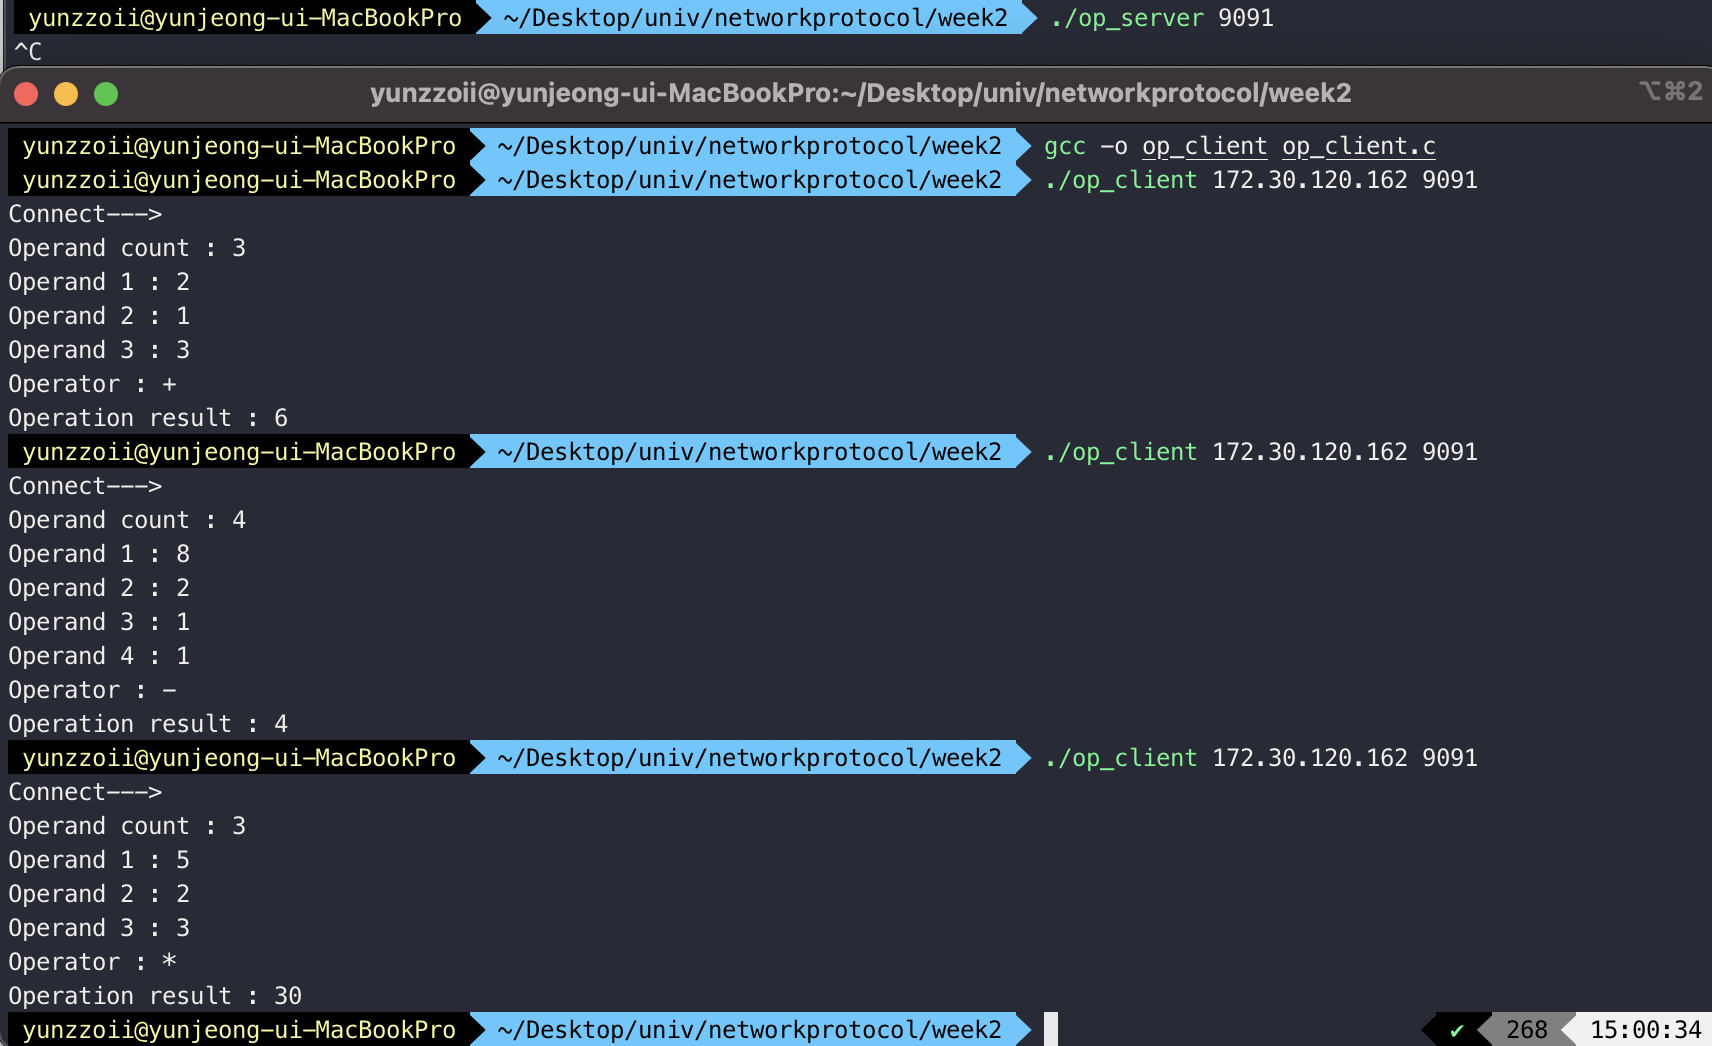 yunzzoii@yunjeong-ui-MacBookPro ~/Desktop/univ/networkprotocol/week2 ./op_server 9091
^C
yunzzoii@yunjeong-ui-MacBookPro:~/Desktop/univ/networkprotocol/week2 ⌥⌘2
yunzzoii@yunjeong-ui-MacBookPro ~/Desktop/univ/networkprotocol/week2 gcc -o op_client op_client.c
yunzzoii@yunjeong-ui-MacBookPro ~/Desktop/univ/networkprotocol/week2 ./op_client 172.30.120.162 9091
Connect--->
Operand count : 3
Operand 1 : 2
Operand 2 : 1
Operand 3 : 3
Operator : +
Operation result : 6
yunzzoii@yunjeong-ui-MacBookPro ~/Desktop/univ/networkprotocol/week2 ./op_client 172.30.120.162 9091
Connect--->
Operand count : 4
Operand 1 : 8
Operand 2 : 2
Operand 3 : 1
Operand 4 : 1
Operator : -
Operation result : 4
yunzzoii@yunjeong-ui-MacBookPro ~/Desktop/univ/networkprotocol/week2 ./op_client 172.30.120.162 9091
Connect--->
Operand count : 3
Operand 1 : 5
Operand 2 : 2
Operand 3 : 3
Operator : *
Operation result : 30
yunzzoii@yunjeong-ui-MacBookPro ~/Desktop/univ/networkprotocol/week2 ✔ 268 15:00:34